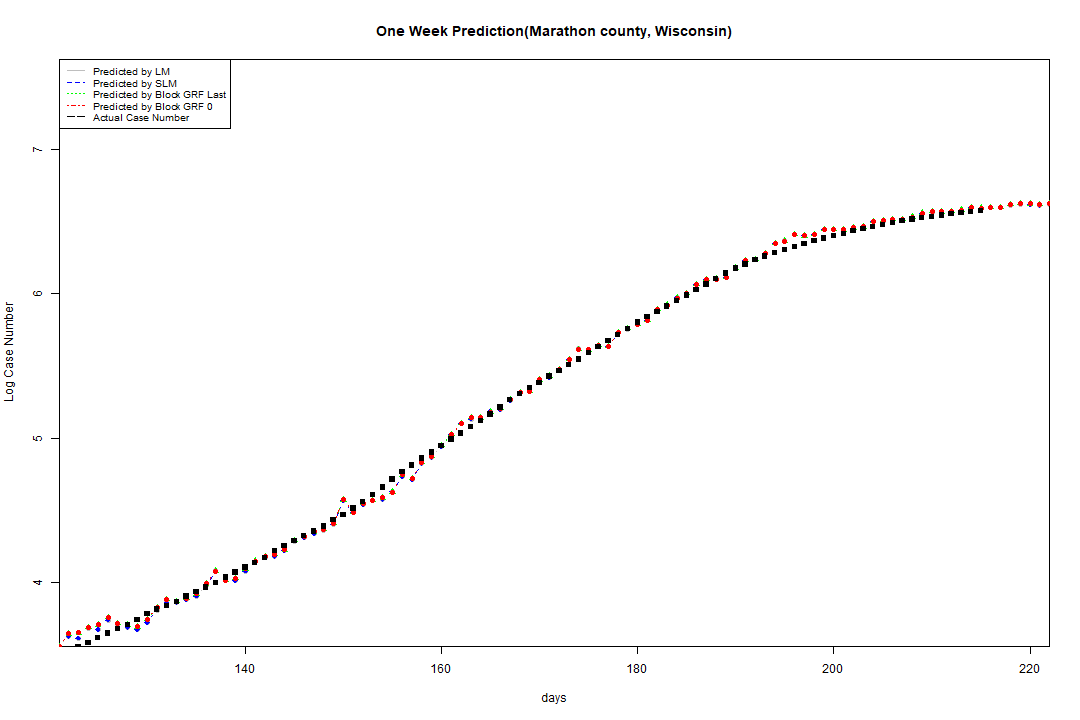 One Week Prediction(Marathon county, Wisconsin)
Predicted by LM
Predicted by SLM
Predicted by Block GRF Last
Predicted by Block GRF 0
Actual Case Number
7
6
5
4
Log Case Number
140 160 180 200 220
days